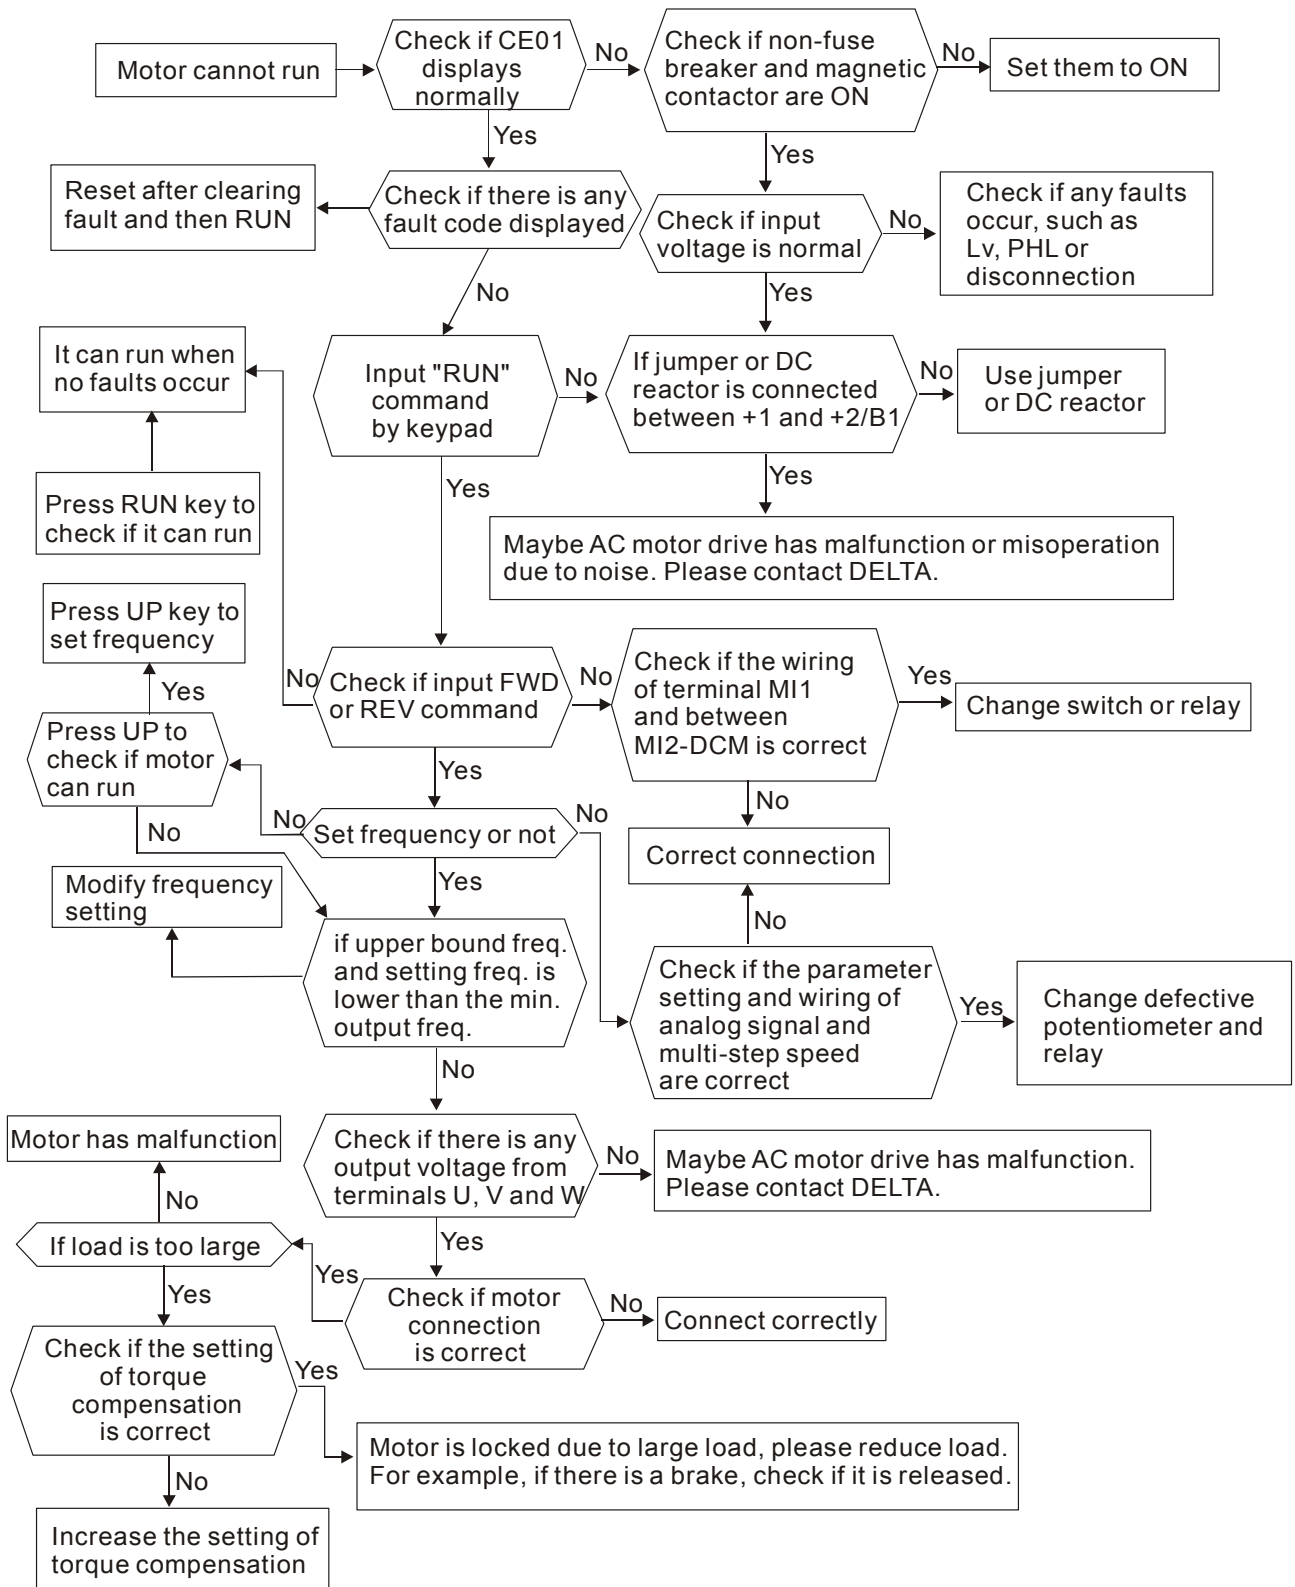 Motor cannot run
Check if CE01
displays
normally
No
Check if non-fuse
breaker and magnetic
contactor are ON
No
Set them to ON
Yes
Yes
Reset after clearing
fault and then RUN
Check if there is any
fault code displayed
Check if input
voltage is normal
No
Check if any faults
occur, such as
Lv, PHL or
disconnection
No
Yes
It can run when
no faults occur
Input "RUN"
command
by keypad
No
If jumper or DC
reactor is connected
between +1 and +2/B1
No
Use jumper
or DC reactor
Press RUN key to
check if it can run
Yes
Yes
Maybe AC motor drive has malfunction or misoperation
due to noise. Please contact DELTA.
Press UP key to
set frequency
Yes
No
Check if input FWD
or REV command
No
Check if the wiring
of terminal MI1
and between
MI2-DCM is correct
Yes
Change switch or relay
Press UP to
check if motor
can run
Yes
No
No
No
Set frequency or not
No
Correct connection
Modify frequency
setting
Yes
No
if upper bound freq.
and setting freq. is
lower than the min.
output freq.
Check if the parameter
setting and wiring of
analog signal and
multi-step speed
are correct
Yes
Change defective
potentiometer and
relay
No
Motor has malfunction
Check if there is any
output voltage from
terminals U, V and W
No
Maybe AC motor drive has malfunction.
Please contact DELTA.
No
If load is too large
Yes
Yes
Yes
Check if motor
connection
is correct
No
Connect correctly
Check if the setting
of torque
compensation
is correct
Yes
Motor is locked due to large load, please reduce load.
For example, if there is a brake, check if it is released.
No
Increase the setting of
torque compensation